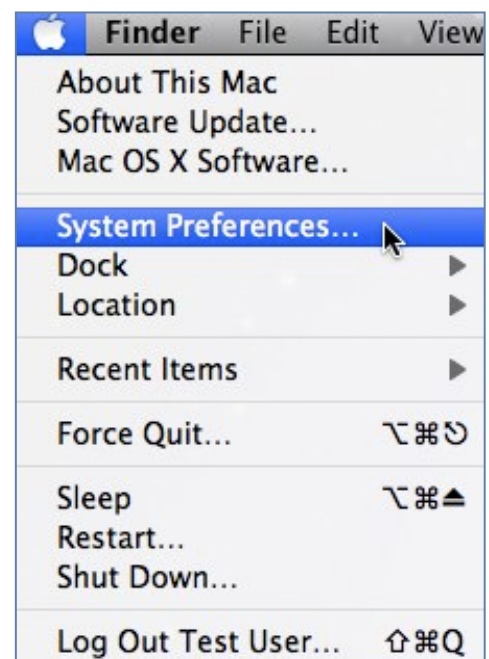 Finder File Edit View
About This Mac
Software Update...
Mac OS X Software...
System Preferences...
Dock
Location
Recent Items
Force Quit... ⌥⌘⎋
Sleep ⌥⌘⏏
Restart...
Shut Down...
Log Out Test User... ⇧⌘Q